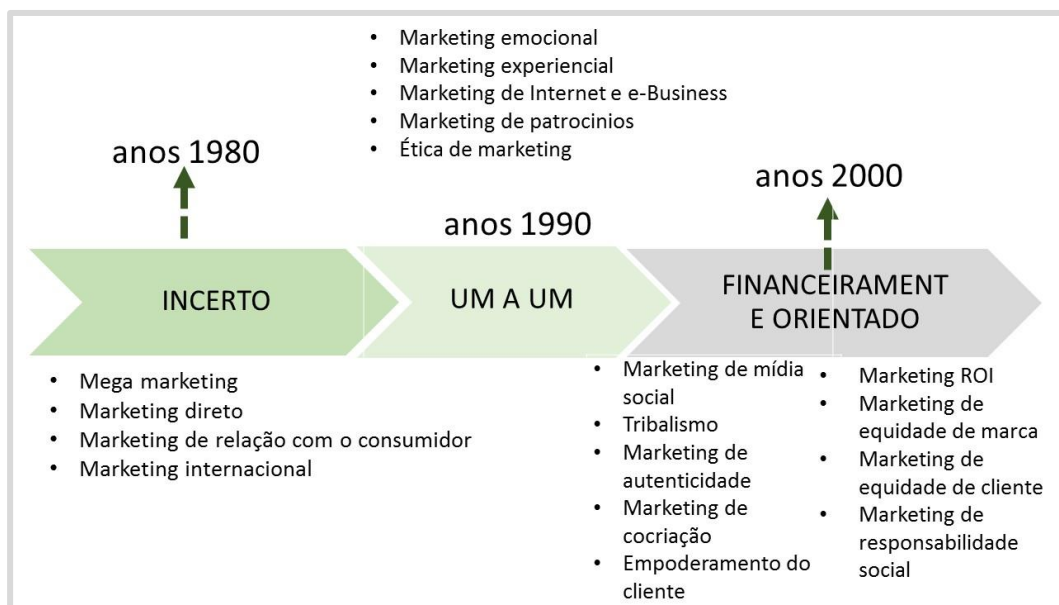 • Marketing emocional
• Marketing experiencial
• Marketing de Internet e e-Business
• Marketing de patrocinios
• Ética de marketing
anos 1980
anos 1990
anos 2000
INCERTO
UM A UM
FINANCEIRAMENT
E ORIENTADO
• Mega marketing
• Marketing direto
• Marketing de relação com o consumidor
• Marketing internacional
• Marketing de mídia
social
• Tribalismo
• Marketing de
autenticidade
• Marketing de
cocriação
• Empoderamento do
cliente
• Marketing ROI
• Marketing de
equidade de marca
• Marketing de
equidade de cliente
• Marketing de
responsabilidade
social